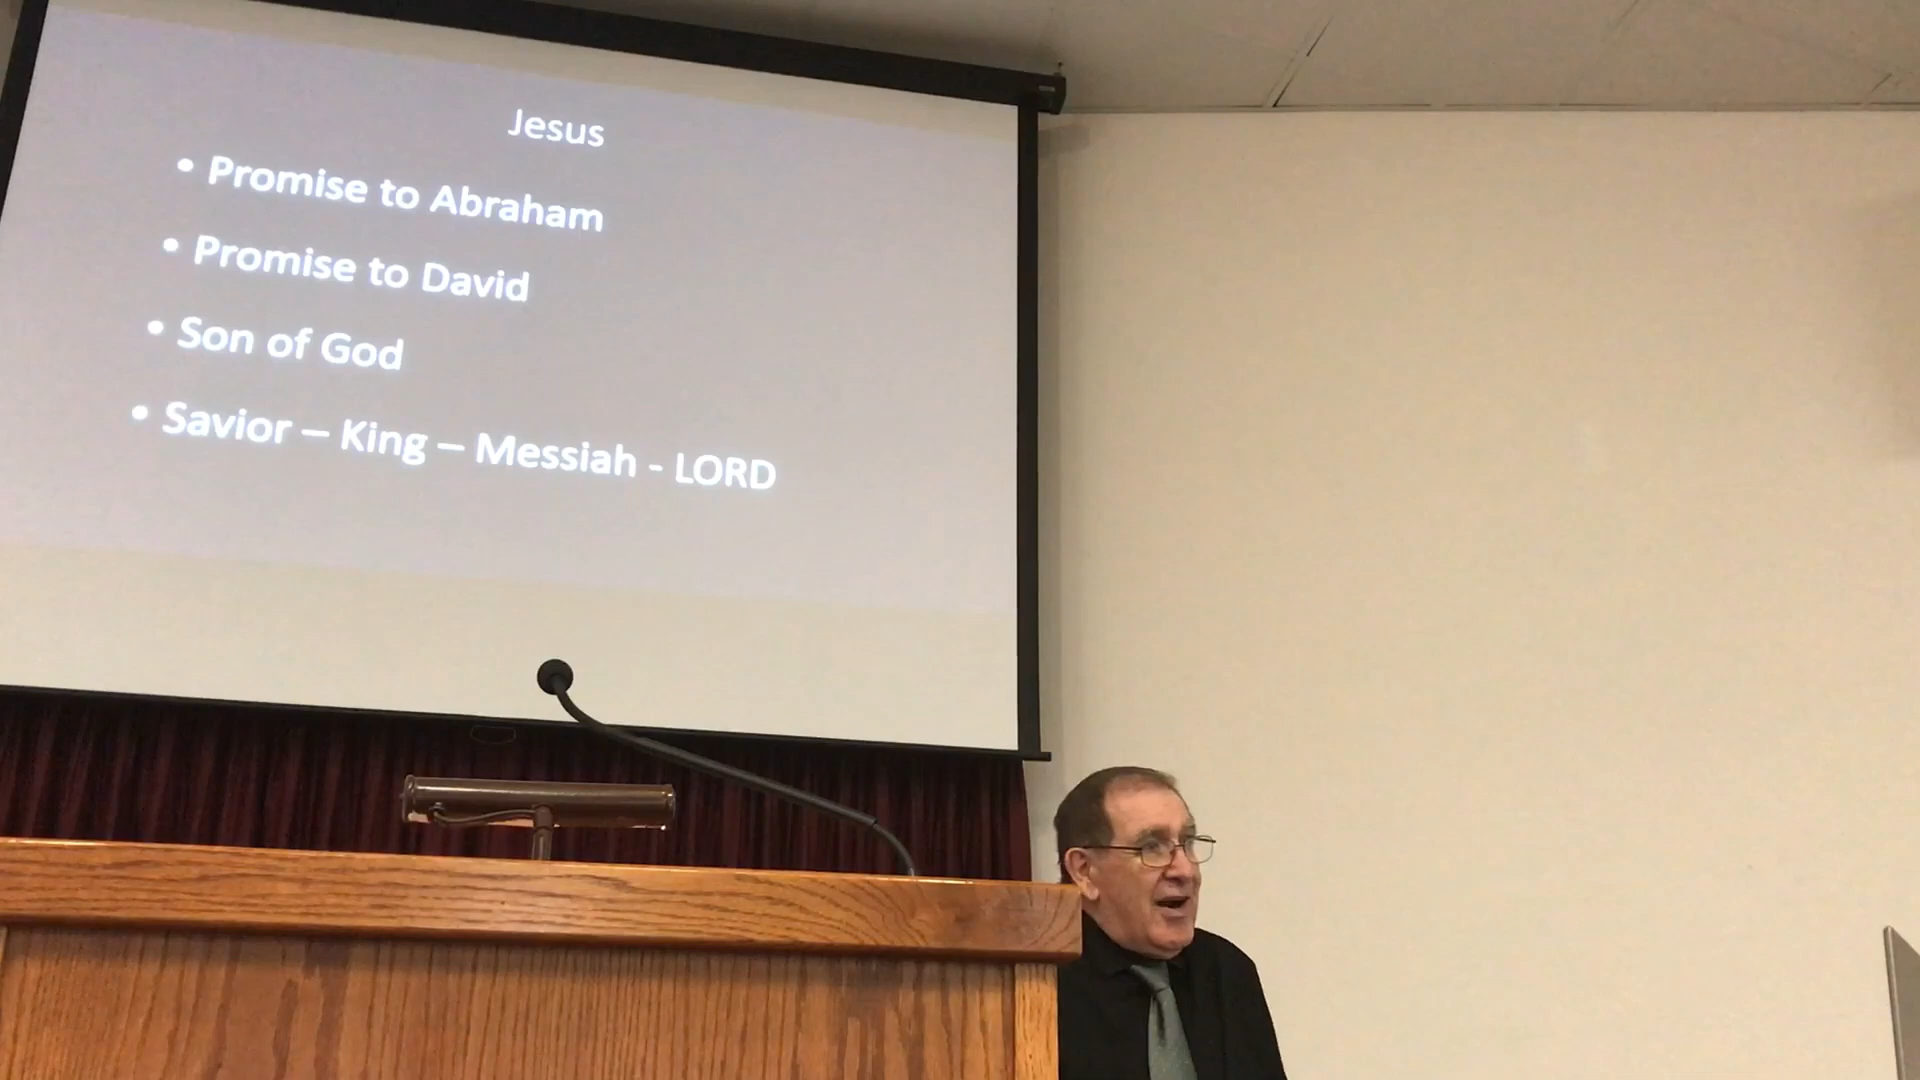 Jesus
• Promise to Abraham
• Promise to David
• Son of God
• Savior – King – Messiah - LORD